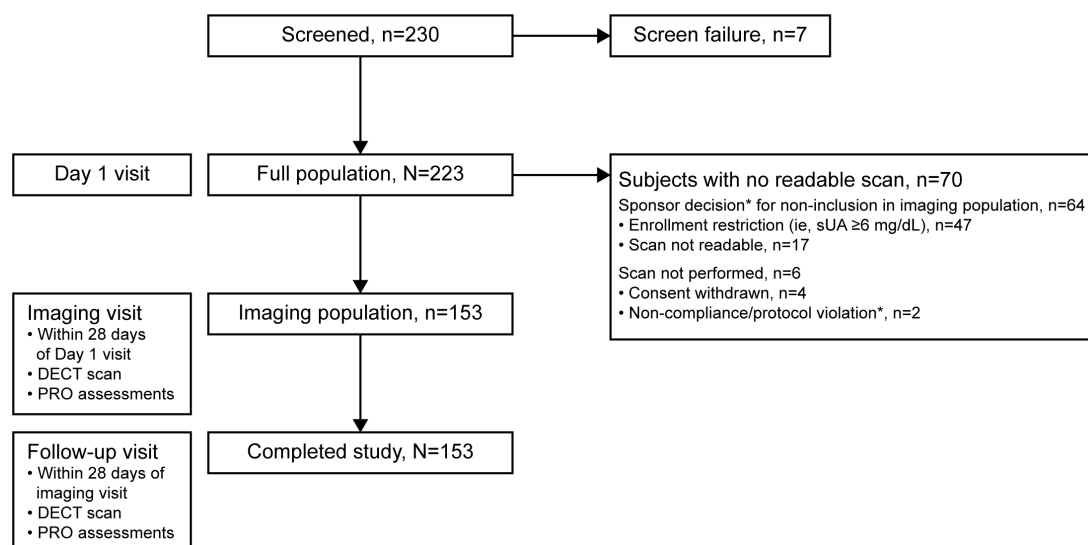 Screened, n=230
Screen failure, n=7
Day 1 visit
Full population, N=223
Subjects with no readable scan, n=70
Sponsor decision* for non-inclusion in imaging population, n=64
• Enrollment restriction (ie, sUA ≥6 mg/dL), n=47
• Scan not readable, n=17
Scan not performed, n=6
• Consent withdrawn, n=4
• Non-compliance/protocol violation*, n=2
Imaging visit
• Within 28 days
of Day 1 visit
• DECT scan
• PRO assessments
Imaging population, n=153
Follow-up visit
• Within 28 days of
imaging visit
• DECT scan
• PRO assessments
Completed study, N=153